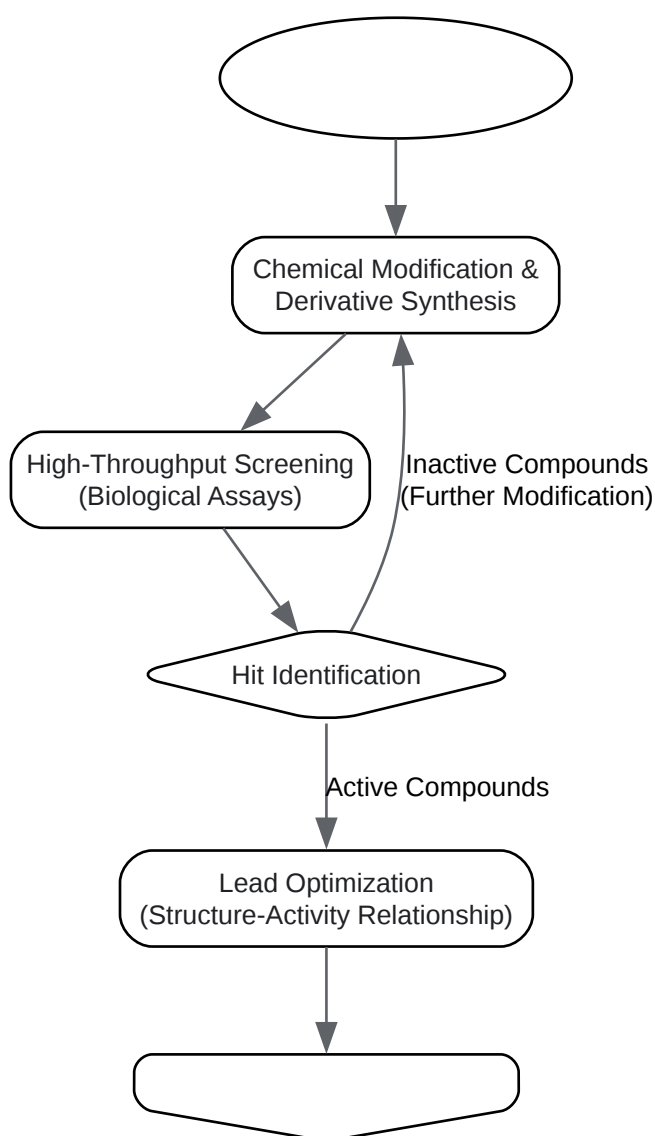 Chemical Modification &
Derivative Synthesis
High-Throughput Screening
(Biological Assays)
Inactive Compounds
(Further Modification)
Hit Identification
Active Compounds
Lead Optimization
(Structure-Activity Relationship)